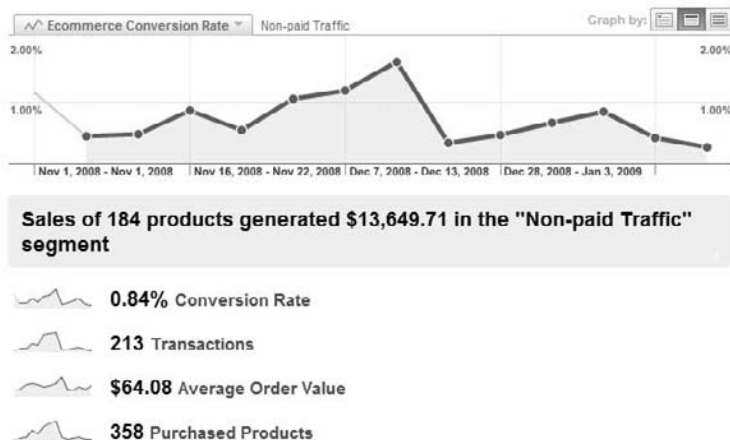 Ecommerce Conversion Rate Non-paid Traffic Graph by:
2.00% 2.00%
1.00% 1.00%
Nov 1, 2008 - Nov 1, 2008 Nov 16, 2008 - Nov 22, 2008 Dec 7, 2008 - Dec 13, 2008 Dec 28, 2008 - Jan 3, 2009
Sales of 184 products generated $13,649.71 in the "Non-paid Traffic"
segment
0.84% Conversion Rate
213 Transactions
$64.08 Average Order Value
358 Purchased Products